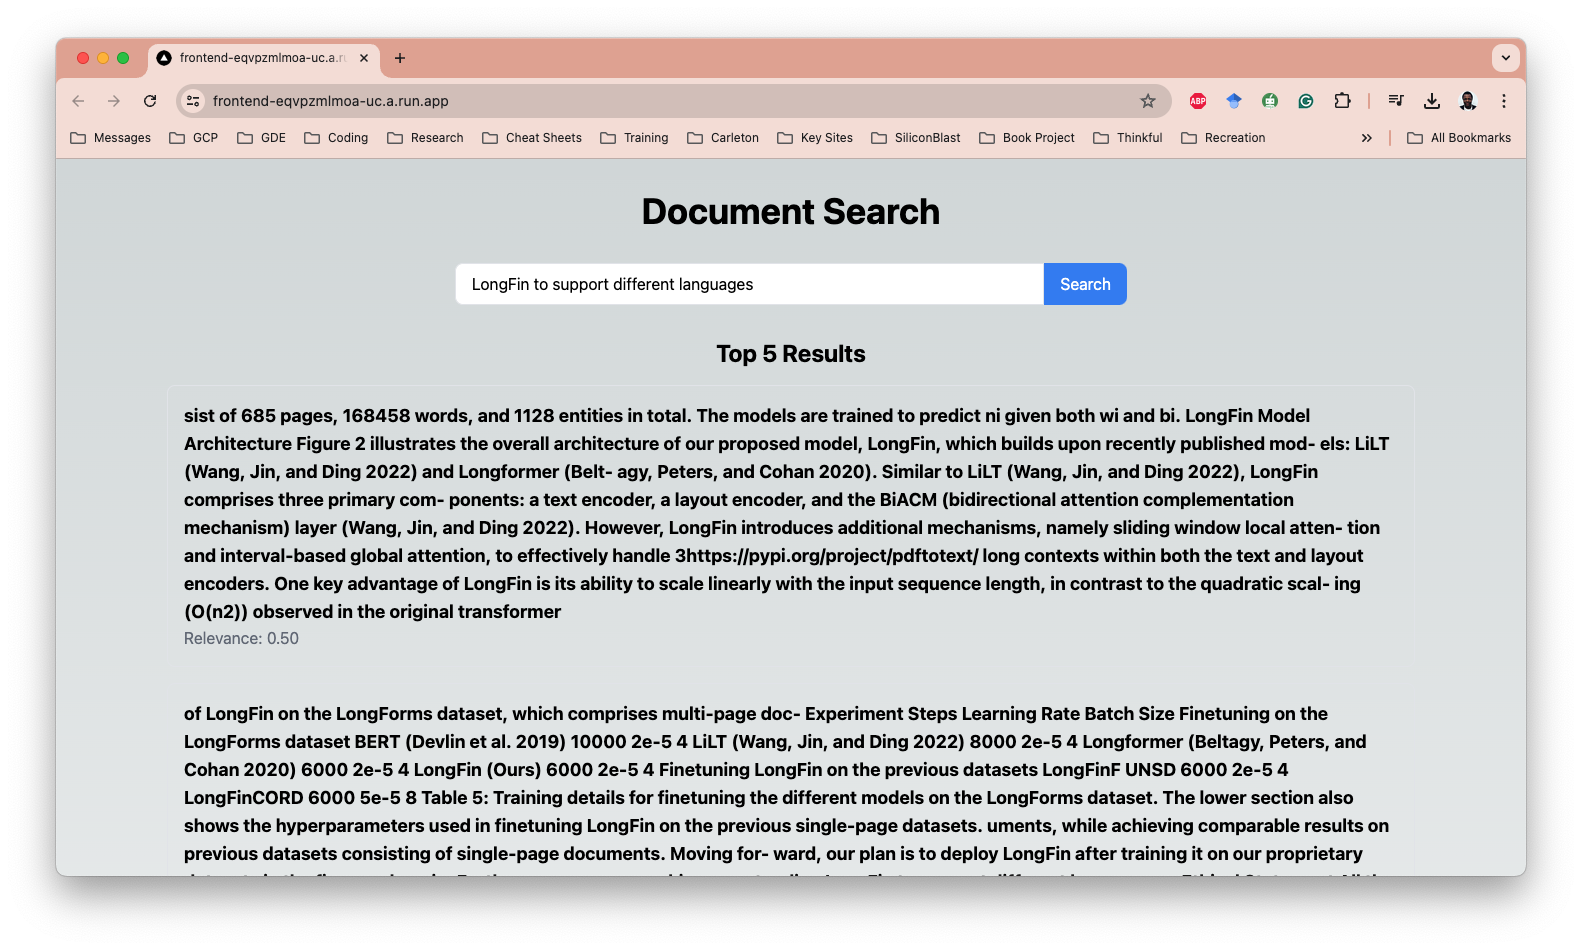 frontend-eqvpzmlmoa-uc.a.ru
frontend-eqvpzmlmoa-uc.a.run.app
ABP
Messages GCP GDE Coding Research Cheat Sheets Training Carleton Key Sites SiliconBlast Book Project Thinkful Recreation All Bookmarks
Document Search
LongFin to support different languages
Search
Top 5 Results
sist of 685 pages, 168458 words, and 1128 entities in total. The models are trained to predict ni given both wi and bi. LongFin Model
Architecture Figure 2 illustrates the overall architecture of our proposed model, LongFin, which builds upon recently published mod- els: LiLT
(Wang, Jin, and Ding 2022) and Longformer (Belt- agy, Peters, and Cohan 2020). Similar to LiLT (Wang, Jin, and Ding 2022), LongFin
comprises three primary com- ponents: a text encoder, a layout encoder, and the BiACM (bidirectional attention complementation
mechanism) layer (Wang, Jin, and Ding 2022). However, LongFin introduces additional mechanisms, namely sliding window local atten- tion
and interval-based global attention, to effectively handle 3https://pypi.org/project/pdftotext/ long contexts within both the text and layout
encoders. One key advantage of LongFin is its ability to scale linearly with the input sequence length, in contrast to the quadratic scal- ing
(O(n2)) observed in the original transformer
Relevance: 0.50
of LongFin on the LongForms dataset, which comprises multi-page doc- Experiment Steps Learning Rate Batch Size Finetuning on the
LongForms dataset BERT (Devlin et al. 2019) 10000 2e-5 4 LiLT (Wang, Jin, and Ding 2022) 8000 2e-5 4 Longformer (Beltagy, Peters, and
Cohan 2020) 6000 2e-5 4 LongFin (Ours) 6000 2e-5 4 Finetuning LongFin on the previous datasets LongFinF UNSD 6000 2e-5 4
LongFinCORD 6000 5e-5 8 Table 5: Training details for finetuning the different models on the LongForms dataset. The lower section also
shows the hyperparameters used in finetuning LongFin on the previous single-page datasets. uments, while achieving comparable results on
previous datasets consisting of single-page documents. Moving for- ward, our plan is to deploy LongFin after training it on our proprietary